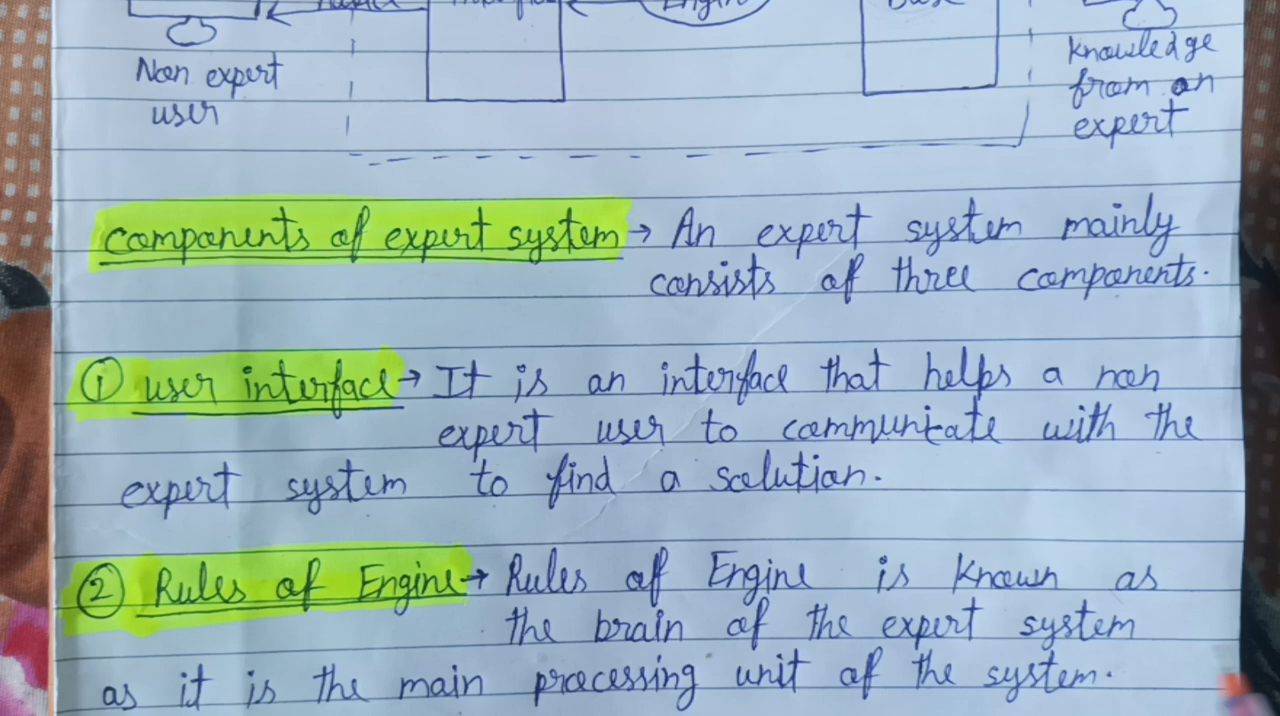 Engin
Non expert
user
Knowledge
from an
expert
Components of expert system → An expert system mainly
consists of three components.
① user interface → It is an interface that helps a non
expert user to communicate with the
expert system to find a solution.
② Rules of Engine → Rules of Engine is known as
the brain of the expert system
as it is the main processing unit of the system.